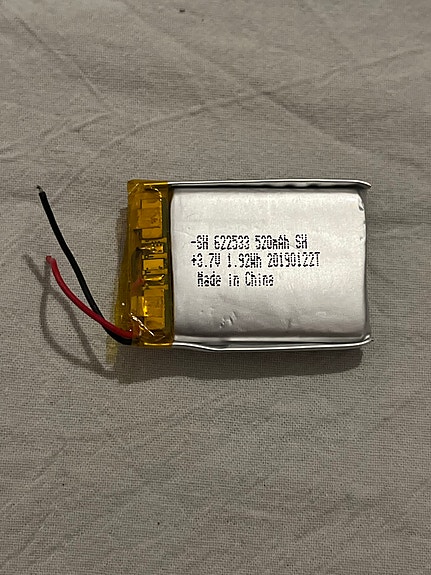 -SH 622533 520mAh SH
+3.7V 1.92Wh 20190122T
Made in China